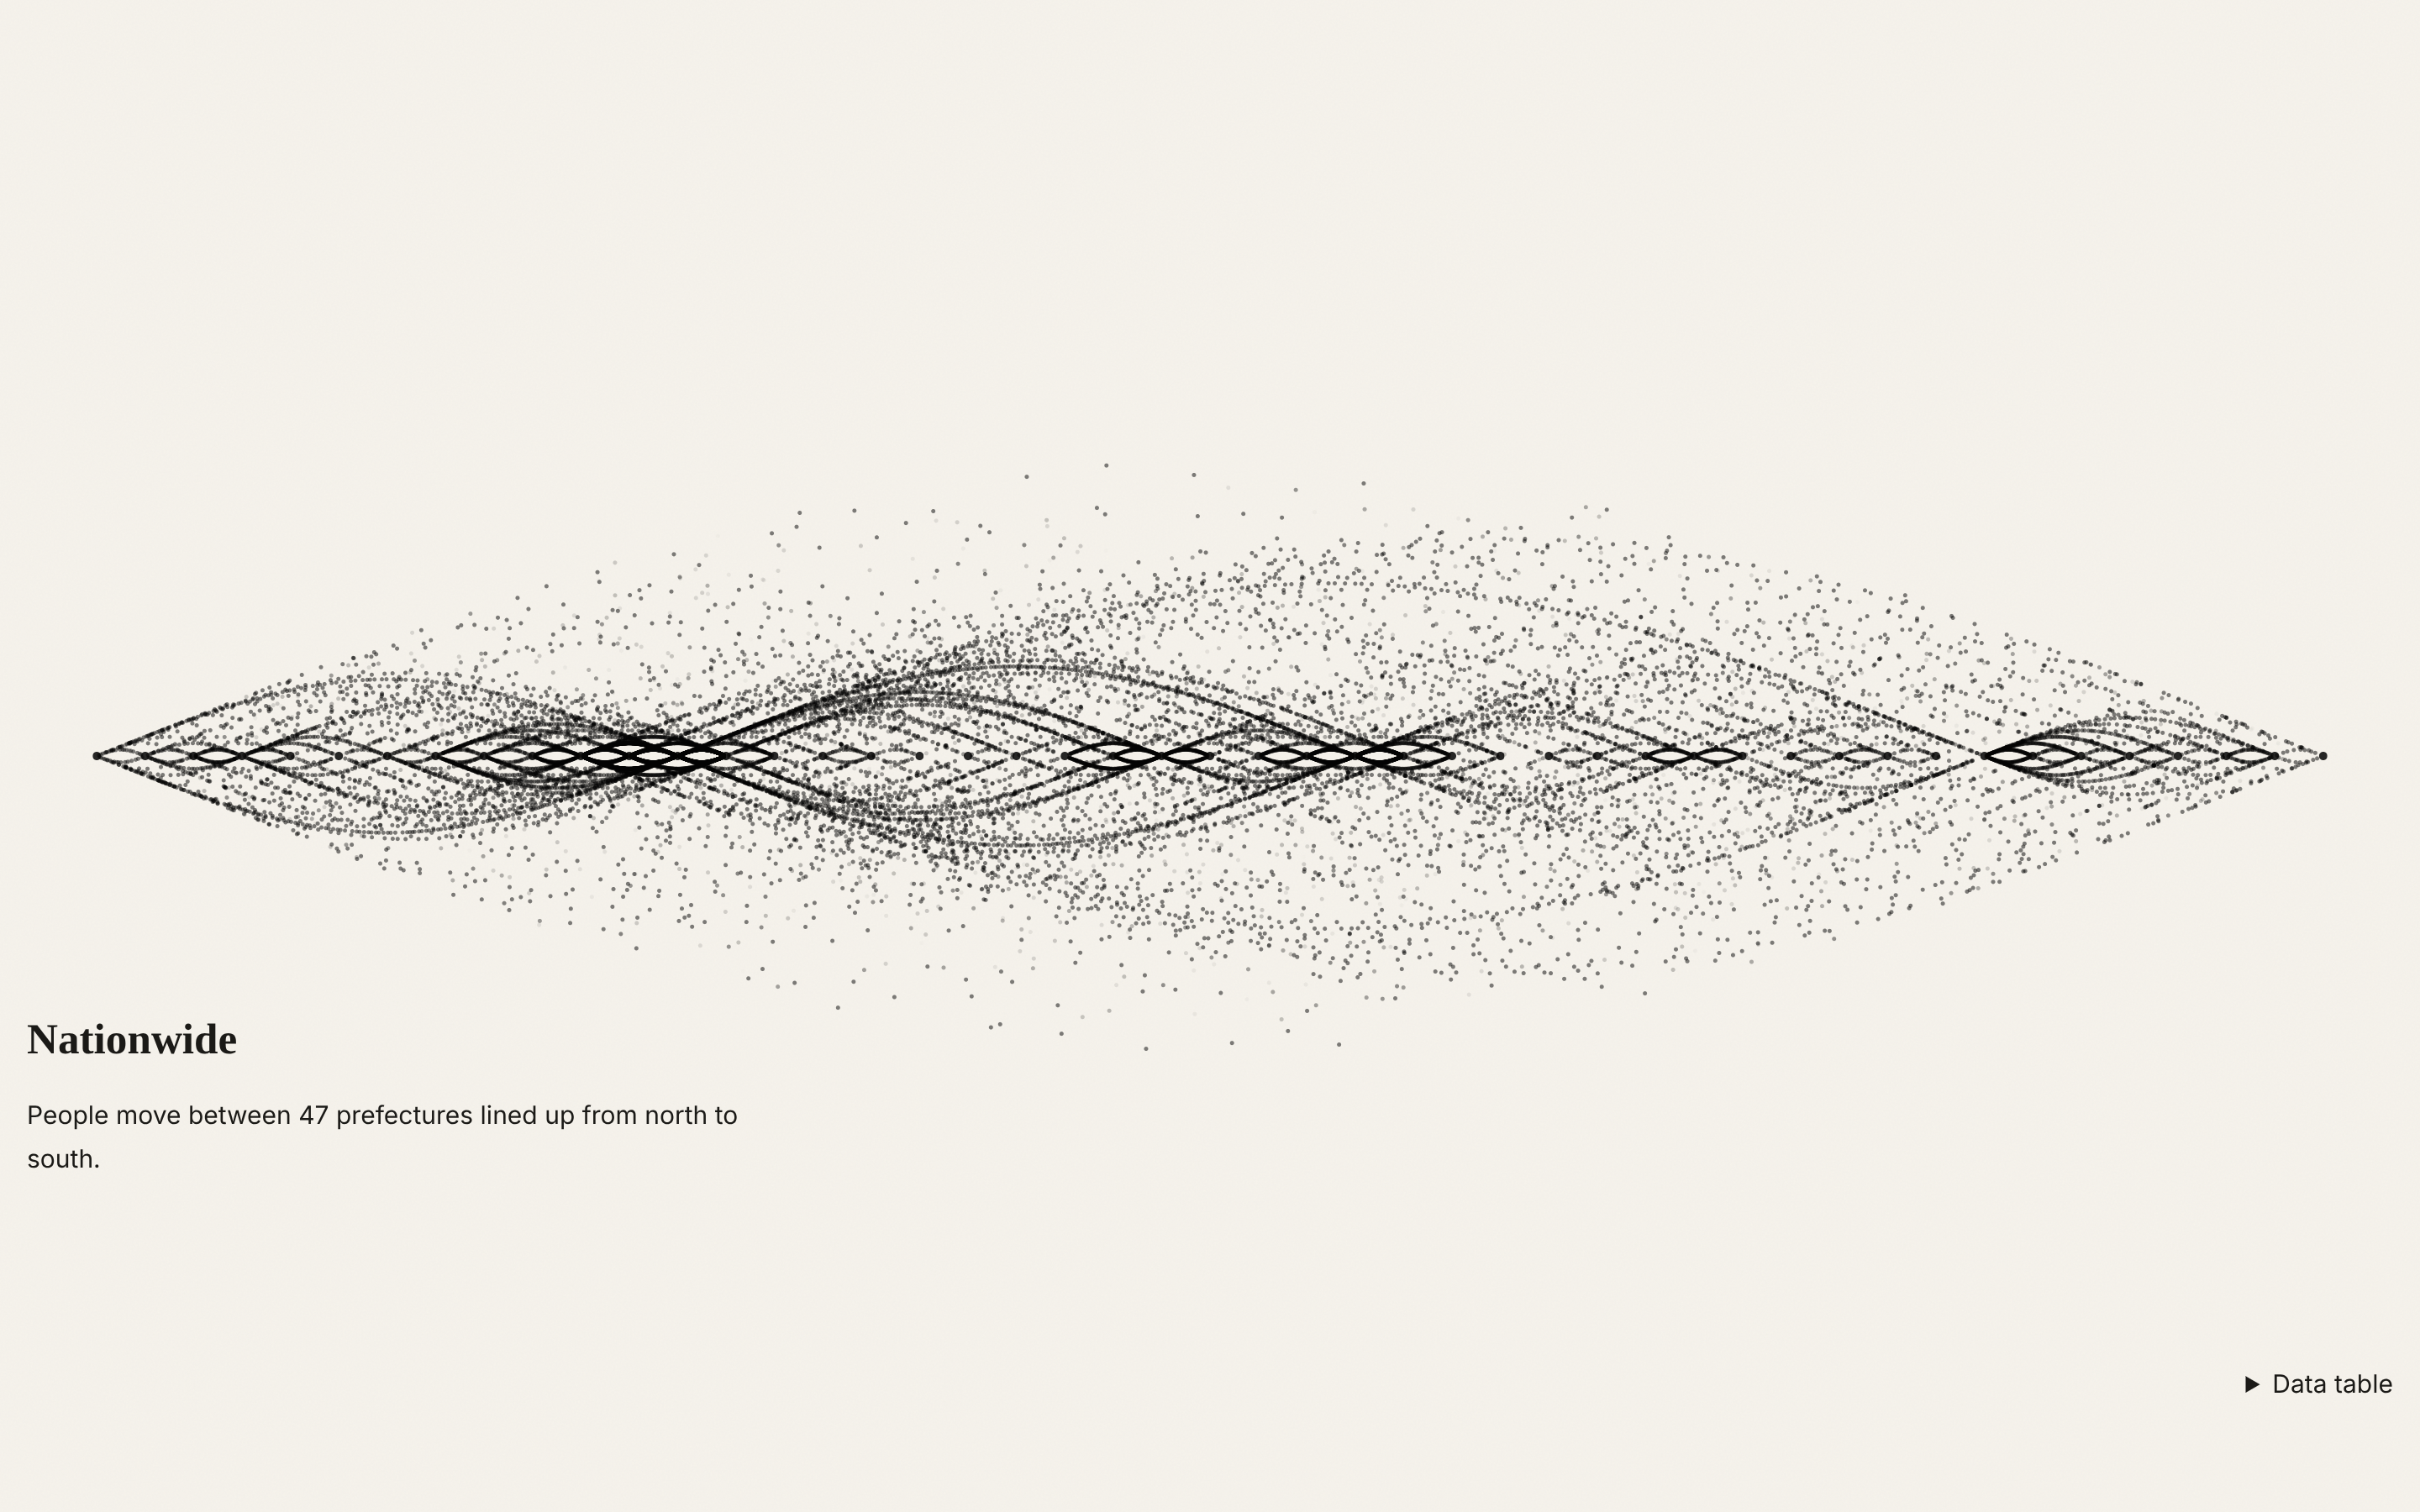 Nationwide
People move between 47 prefectures lined up from north to
south.
Data table